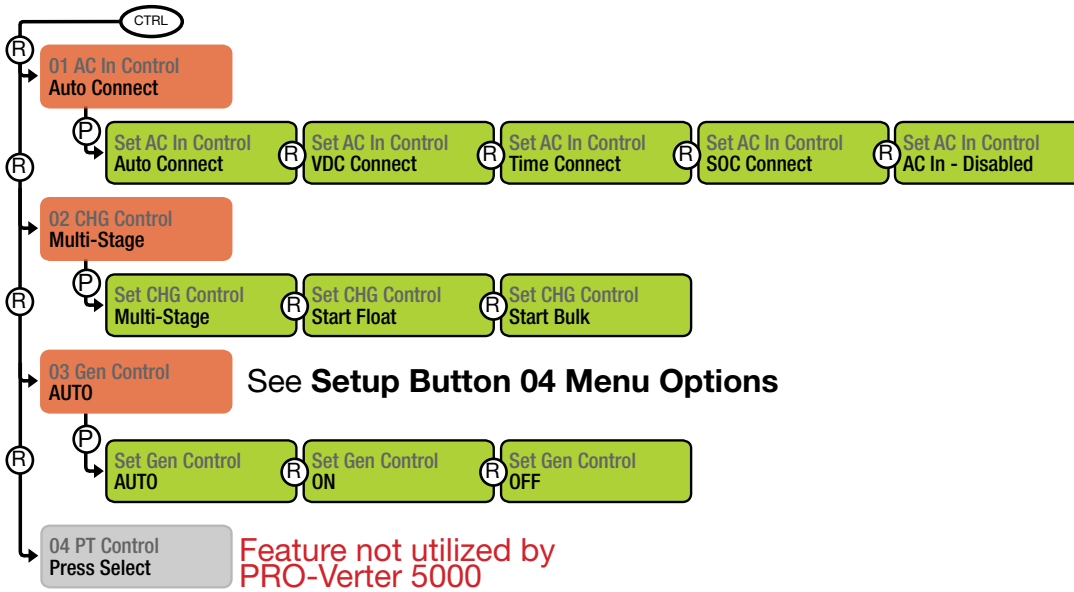 CTRL
R
01 AC In Control
Auto Connect
P
Set AC In Control
Auto Connect
R
Set AC In Control
VDC Connect
R
Set AC In Control
Time Connect
R
Set AC In Control
SOC Connect
R
Set AC In Control
AC In - Disabled
R
02 CHG Control
Multi-Stage
P
Set CHG Control
Multi-Stage
R
Set CHG Control
Start Float
R
Set CHG Control
Start Bulk
R
03 Gen Control
AUTO
See Setup Button 04 Menu Options
P
Set Gen Control
AUTO
R
Set Gen Control
ON
R
Set Gen Control
OFF
R
04 PT Control
Press Select
Feature not utilized by
PRO-Verter 5000